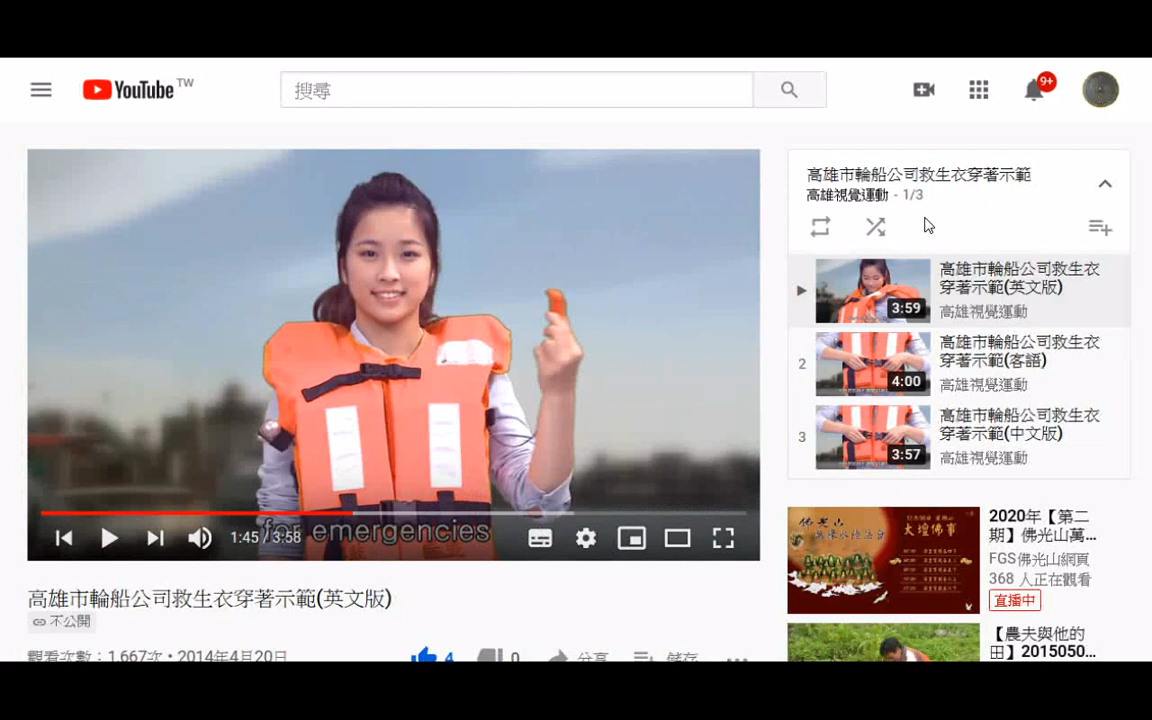 YouTube TW
搜尋
9+
for emergencies
1:45 / 3:58
高雄市輪船公司救生衣穿著示範(英文版)
不公開
觀看次數：1,667次 • 2014年4月20日
4
0
分享
儲存
高雄市輪船公司救生衣穿著示範
高雄視覺運動 - 1/3
3:59
高雄市輪船公司救生衣
穿著示範(英文版)
高雄視覺運動
2
4:00
高雄市輪船公司救生衣
穿著示範(客語)
高雄視覺運動
3
3:57
高雄市輪船公司救生衣
穿著示範(中文版)
高雄視覺運動
佛光山
大壇佛事
2020年【第二
期】佛光山萬...
FGS佛光山網頁
368 人正在觀看
直播中
【農夫與他的
田】2015050...